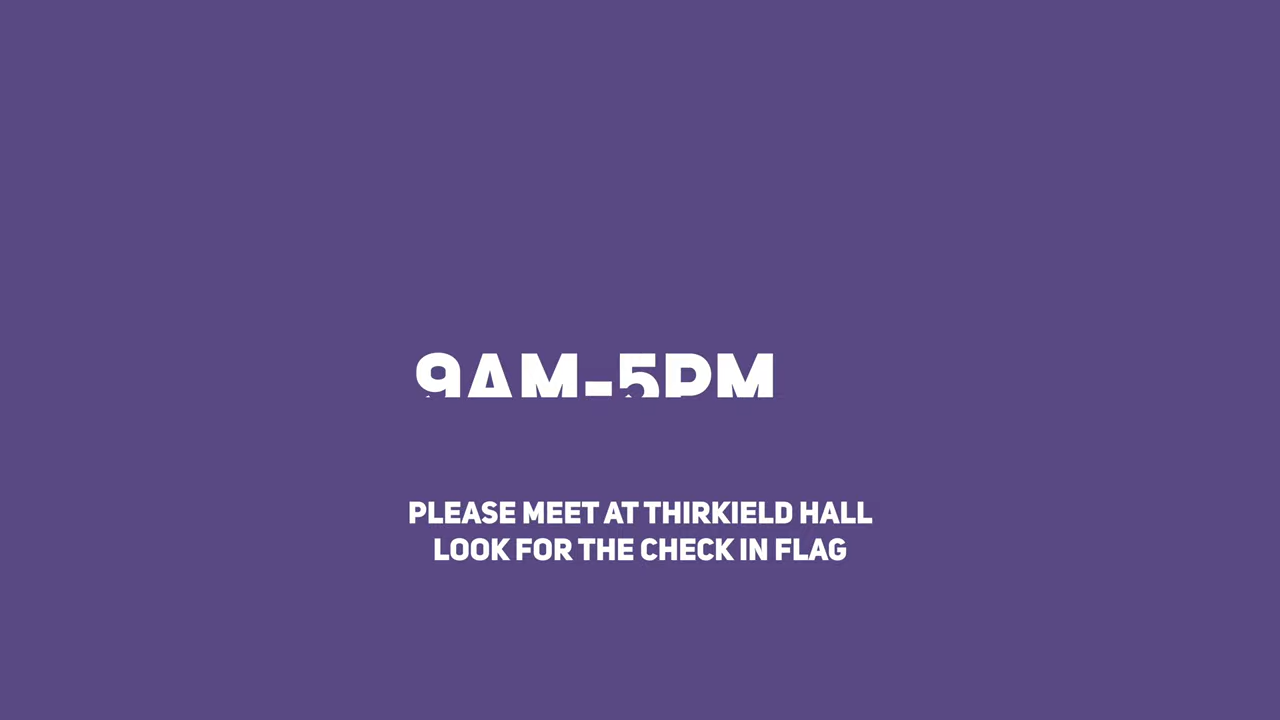 9AM-5PM
PLEASE MEET AT THIRKIELD HALL
LOOK FOR THE CHECK IN FLAG